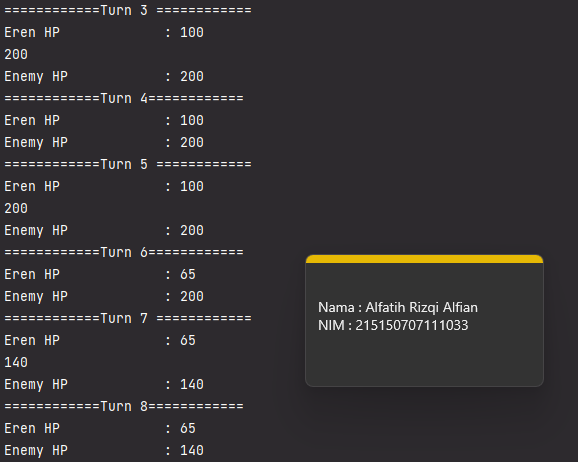 ============Turn 3 ============
Eren HP             : 100
200
Enemy HP            : 200
============Turn 4============
Eren HP             : 100
Enemy HP            : 200
============Turn 5 ============
Eren HP             : 100
200
Enemy HP            : 200
============Turn 6============
Eren HP             : 65
Enemy HP            : 200
============Turn 7 ============
Eren HP             : 65
140
Enemy HP            : 140
============Turn 8============
Eren HP             : 65
Enemy HP            : 140
Nama : Alfatih Rizqi Alfian
NIM : 215150707111033